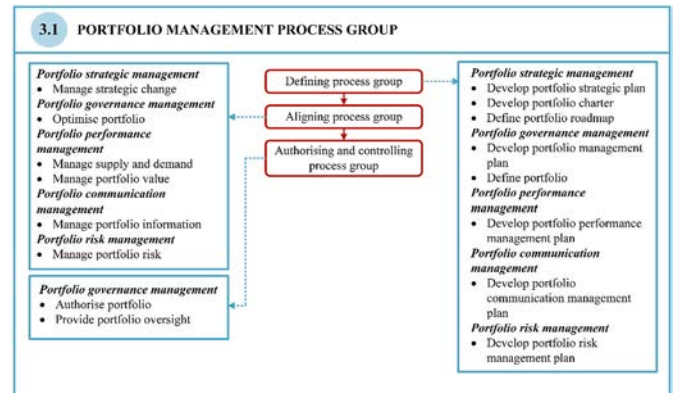 3.1 PORTFOLIO MANAGEMENT PROCESS GROUP
Portfolio strategic management
• Manage strategic change
Portfolio governance management
• Optimise portfolio
Portfolio performance
management
• Manage supply and demand
• Manage portfolio value
Portfolio communication
management
• Manage portfolio information
Portfolio risk management
• Manage portfolio risk
Portfolio governance management
• Authorise portfolio
• Provide portfolio oversight
Defining process group
Aligning process group
Authorising and controlling
process group
Portfolio strategic management
• Develop portfolio strategic plan
• Develop portfolio charter
• Define portfolio roadmap
Portfolio governance management
• Develop portfolio management
plan
• Define portfolio
Portfolio performance
management
• Develop portfolio performance
management plan
Portfolio communication
management
• Develop portfolio
communication management
plan
Portfolio risk management
• Develop portfolio risk
management plan